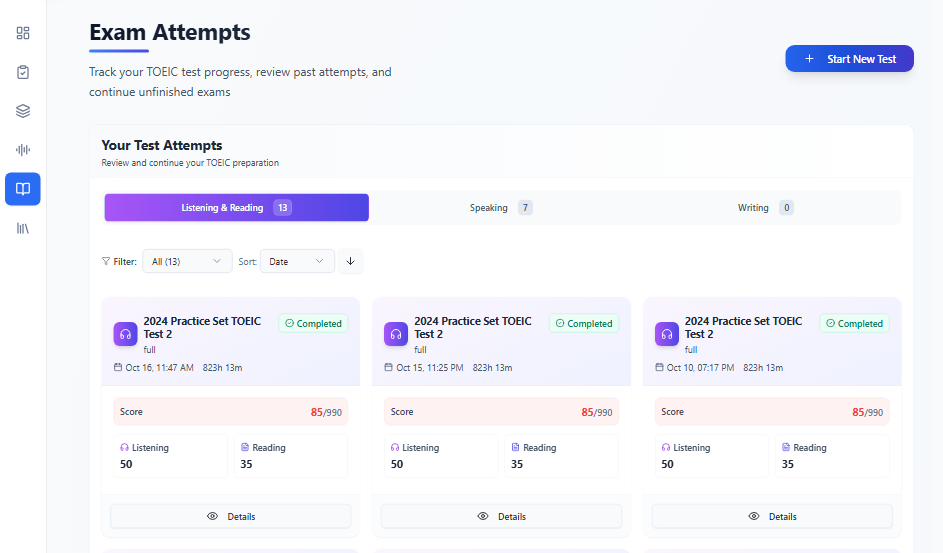 Exam Attempts
Track your TOEIC test progress, review past attempts, and
continue unfinished exams
Start New Test
Your Test Attempts
Review and continue your TOEIC preparation
Listening & Reading 13
Speaking 7
Writing 0
Filter: All (13) Sort: Date
2024 Practice Set TOEIC
Test 2
Completed
full
Oct 16, 11:47 AM 823h 13m
Score 85/990
Listening
50
Reading
35
Details
2024 Practice Set TOEIC
Test 2
Completed
full
Oct 15, 11:25 PM 823h 13m
Score 85/990
Listening
50
Reading
35
Details
2024 Practice Set TOEIC
Test 2
Completed
full
Oct 10, 07:17 PM 823h 13m
Score 85/990
Listening
50
Reading
35
Details